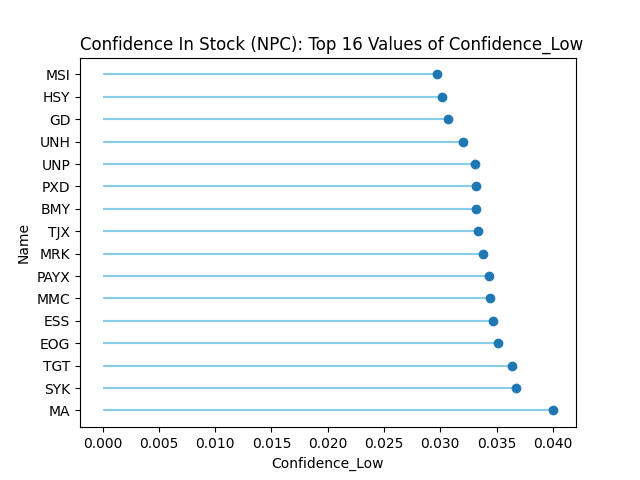 Confidence In Stock (NPC): Top 16 Values of Confidence_Low
MSI
HSY
GD
UNH
UNP
PXD
BMY
TJX
MRK
PAYX
MMC
ESS
EOG
TGT
SYK
MA
Name
0.000 0.005 0.010 0.015 0.020 0.025 0.030 0.035 0.040
Confidence_Low